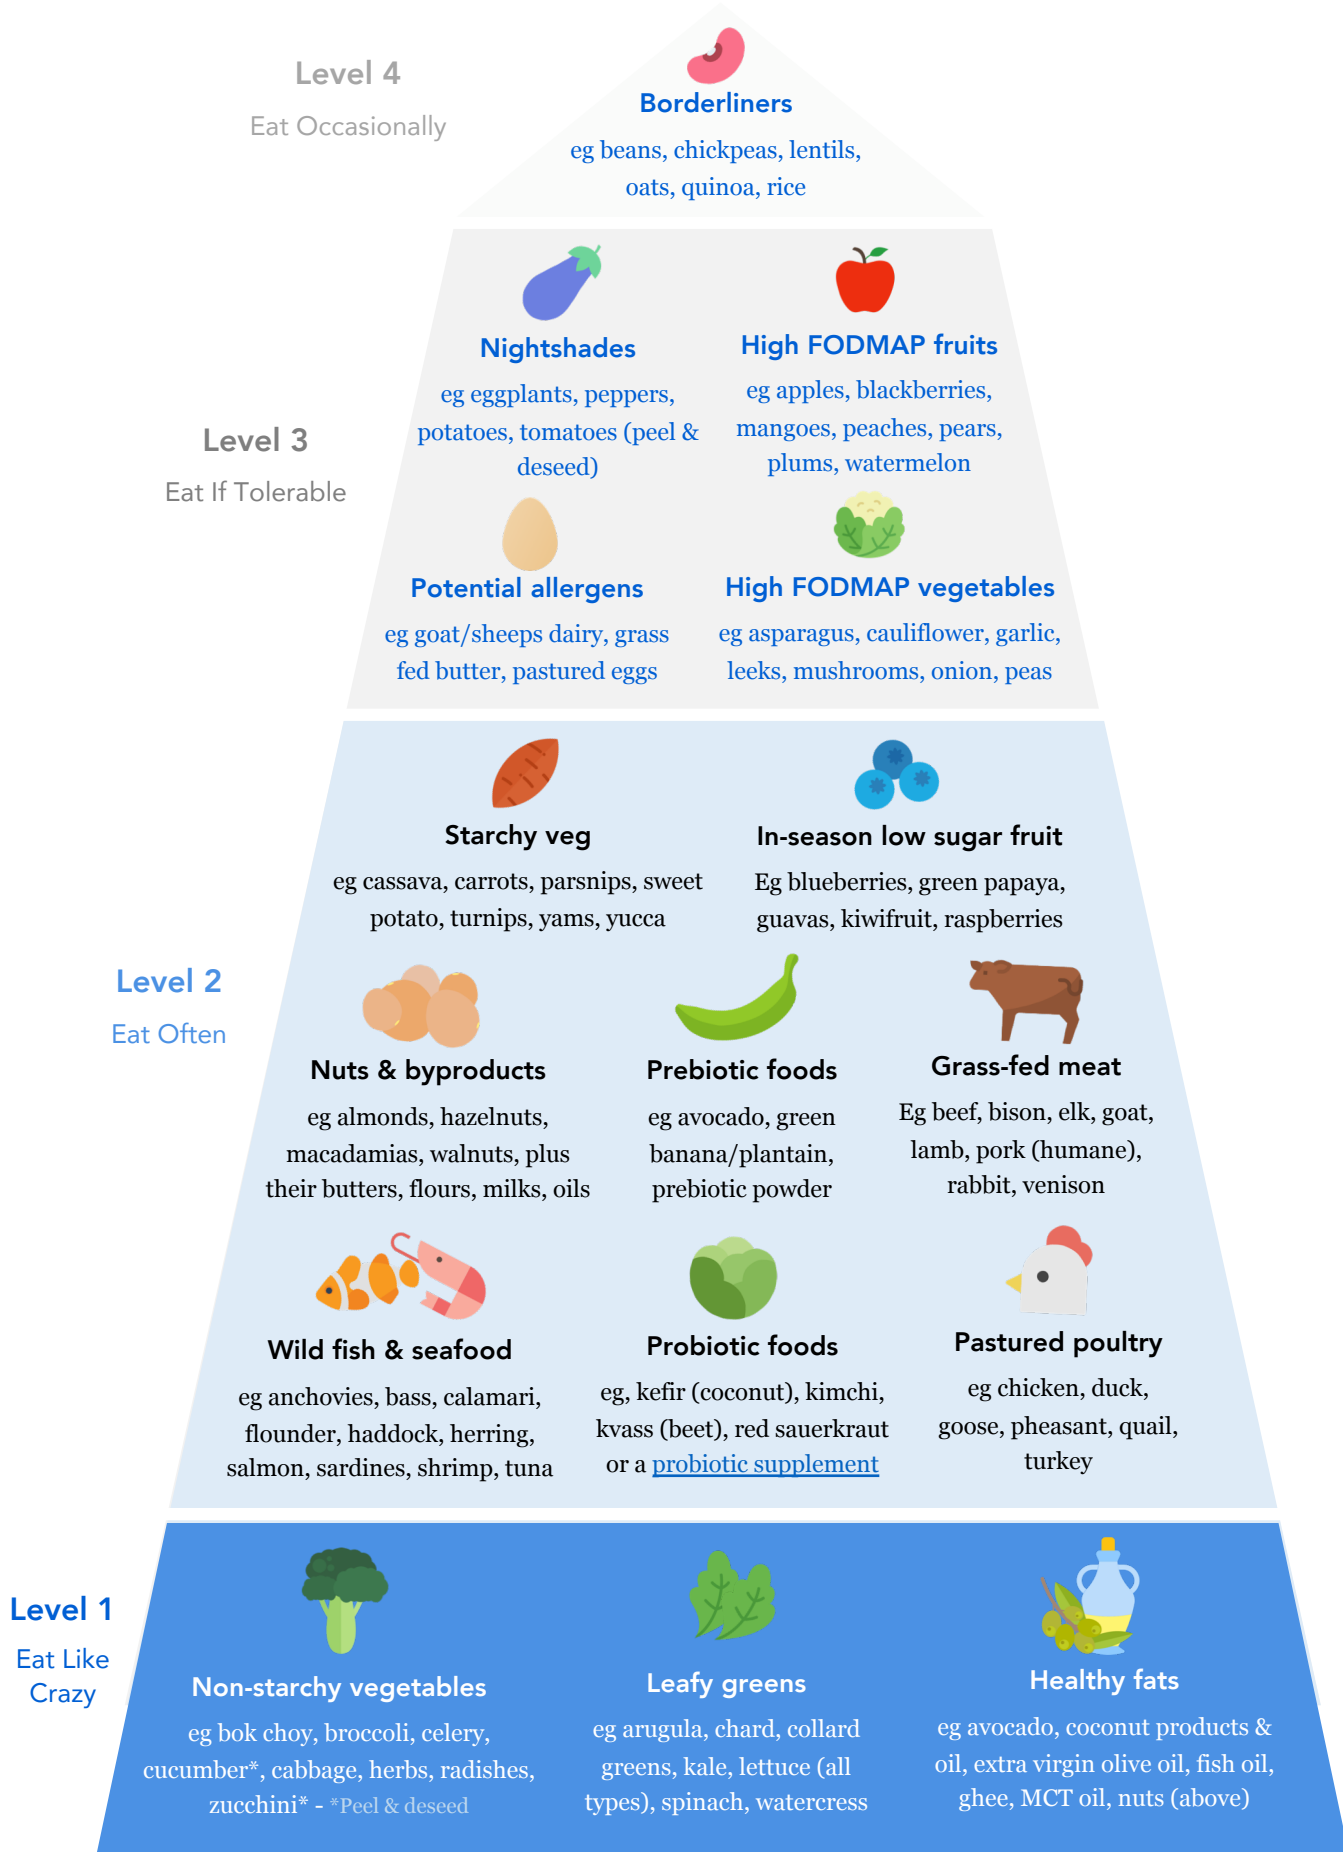 Level 4
Eat Occasionally
Borderliners
eg beans, chickpeas, lentils,
oats, quinoa, rice
Level 3
Eat If Tolerable
Nightshades
eg eggplants, peppers,
potatoes, tomatoes (peel &
deseed)
High FODMAP fruits
eg apples, blackberries,
mangoes, peaches, pears,
plums, watermelon
Potential allergens
eg goat/sheeps dairy, grass
fed butter, pastured eggs
High FODMAP vegetables
eg asparagus, cauliflower, garlic,
leeks, mushrooms, onion, peas
Level 2
Eat Often
Starchy veg
eg cassava, carrots, parsnips, sweet
potato, turnips, yams, yucca
In-season low sugar fruit
Eg blueberries, green papaya,
guavas, kiwifruit, raspberries
Nuts & byproducts
eg almonds, hazelnuts,
macadamias, walnuts, plus
their butters, flours, milks, oils
Prebiotic foods
eg avocado, green
banana/plantain,
prebiotic powder
Grass-fed meat
Eg beef, bison, elk, goat,
lamb, pork (humane),
rabbit, venison
Wild fish & seafood
eg anchovies, bass, calamari,
flounder, haddock, herring,
salmon, sardines, shrimp, tuna
Probiotic foods
eg, kefir (coconut), kimchi,
kvass (beet), red sauerkraut
or a probiotic supplement
Pastured poultry
eg chicken, duck,
goose, pheasant, quail,
turkey
Level 1
Eat Like
Crazy
Non-starchy vegetables
eg bok choy, broccoli, celery,
cucumber*, cabbage, herbs, radishes,
zucchini* - *Peel & deseed
Leafy greens
eg arugula, chard, collard
greens, kale, lettuce (all
types), spinach, watercress
Healthy fats
eg avocado, coconut products &
oil, extra virgin olive oil, fish oil,
ghee, MCT oil, nuts (above)